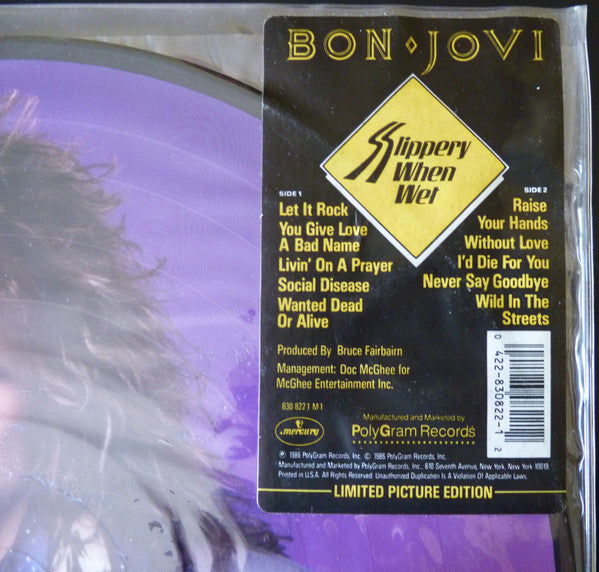 BON JOVI
Slippery
When
Wet
SIDE 1
Let It Rock
You Give Love
A Bad Name
Livin' On A Prayer
Social Disease
Wanted Dead
Or Alive
SIDE 2
Raise
Your Hands
Without Love
I'd Die For You
Never Say Goodbye
Wild In The
Streets
Produced By Bruce Fairbairn
Management: Doc McGhee for
McGhee Entertainment Inc.
830 822-1 M-1
mercury
Manufactured and Marketed by
PolyGram Records
0 422-830822-1 2
℗ 1986 PolyGram Records, Inc. © 1986 PolyGram Records, Inc.
Manufactured and Marketed by PolyGram Records, Inc., 810 Seventh Avenue, New York, New York 10019
Printed in U.S.A. All Rights Reserved. Unauthorized Duplication Is A Violation Of Applicable Laws.
LIMITED PICTURE EDITION